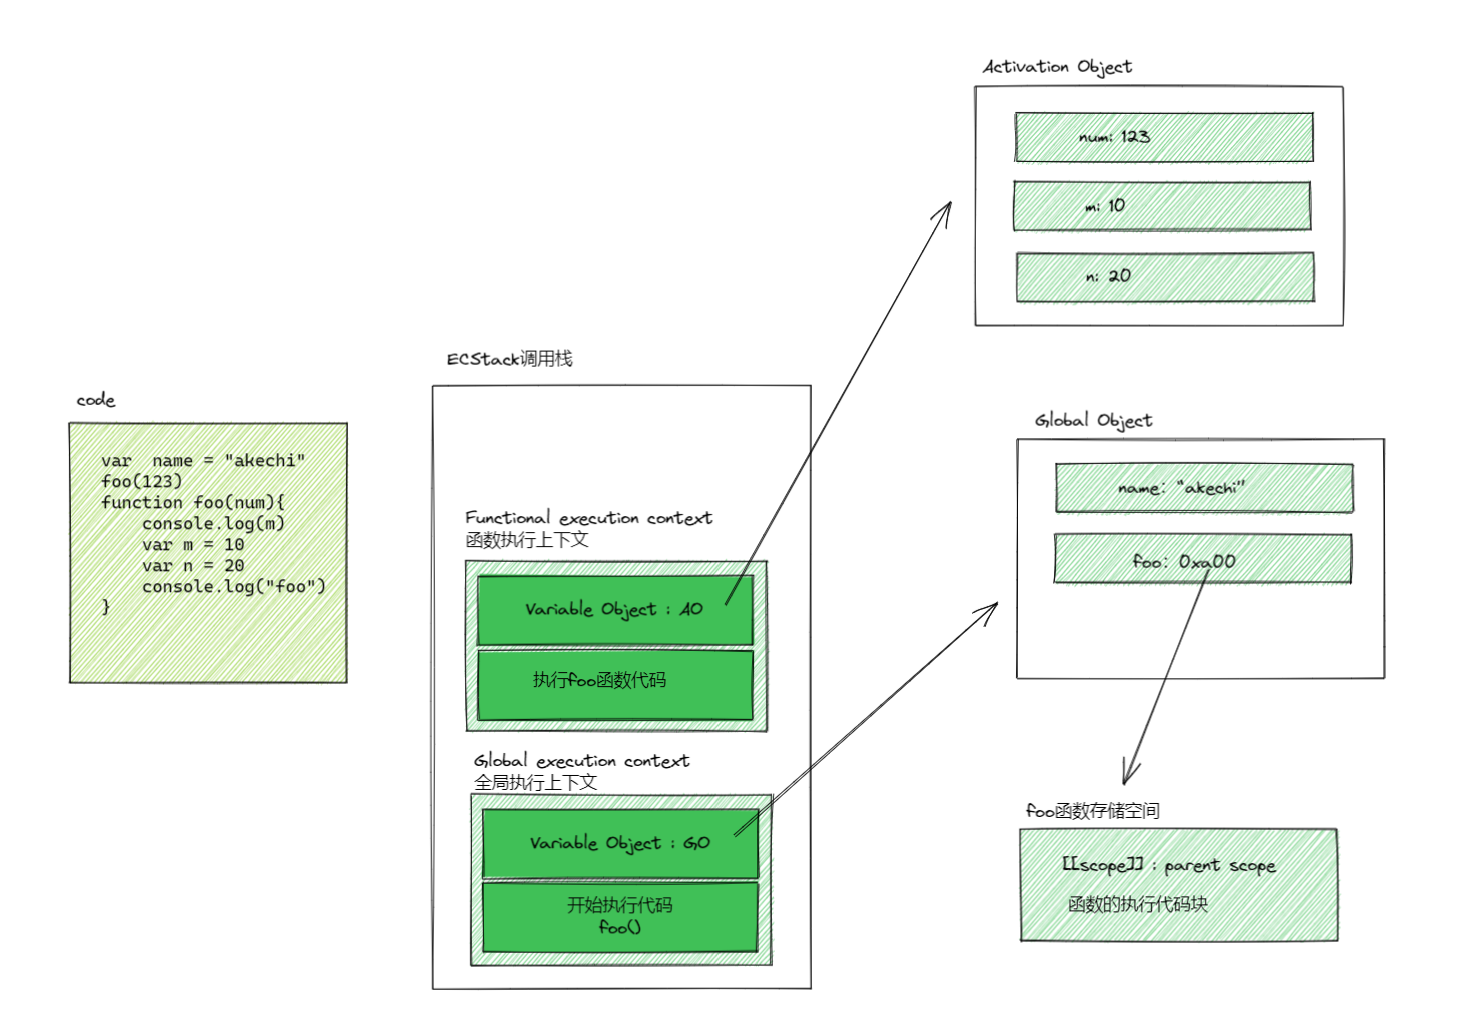 code
var  name = "akechi"
foo(123)
function foo(num){
    console.log(m)
    var m = 10
    var n = 20
    console.log("foo")
}
ECStack调用栈
Functional execution context
函数执行上下文
Variable Object : AO
执行foo函数代码
Global execution context
全局执行上下文
Variable Object : GO
开始执行代码
foo()
Activation Object
num: 123
m: 10
n: 20
Global Object
name: "akechi"
foo: 0xa00
foo函数存储空间
[[scope]] : parent scope
函数的执行代码块